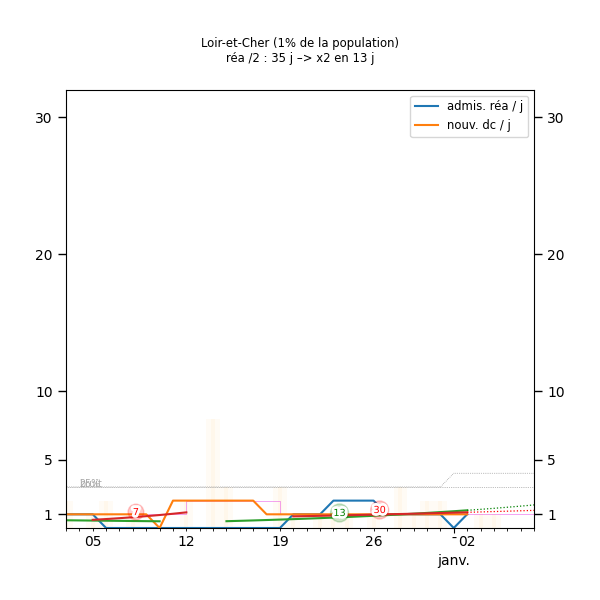 Loir-et-Cher (1% de la population)
réa /2 : 35 j –> x2 en 13 j
admis. réa / j
nouv. dc / j
30 30
20 20
10 10
5 5
1 1
7 13 30
05 12 19 26 02
janv.